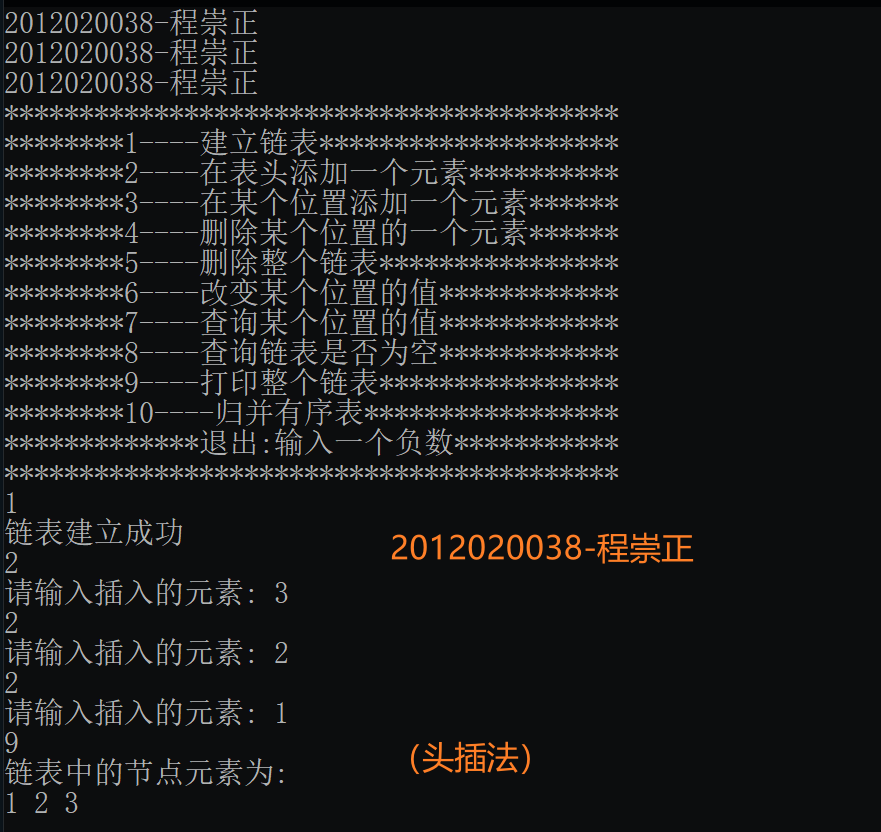 2012020038-程崇正
2012020038-程崇正
2012020038-程崇正
*****************************************
********1----建立链表********************
********2----在表头添加一个元素**********
********3----在某个位置添加一个元素******
********4----删除某个位置的一个元素******
********5----删除整个链表****************
********6----改变某个位置的值************
********7----查询某个位置的值************
********8----查询链表是否为空************
********9----打印整个链表****************
********10----归并有序表*****************
*************退出:输入一个负数***********
*****************************************
1
链表建立成功
2012020038-程崇正
2
请输入插入的元素: 3
2
请输入插入的元素: 2
2
请输入插入的元素: 1
9
(头插法)
链表中的节点元素为:
1 2 3